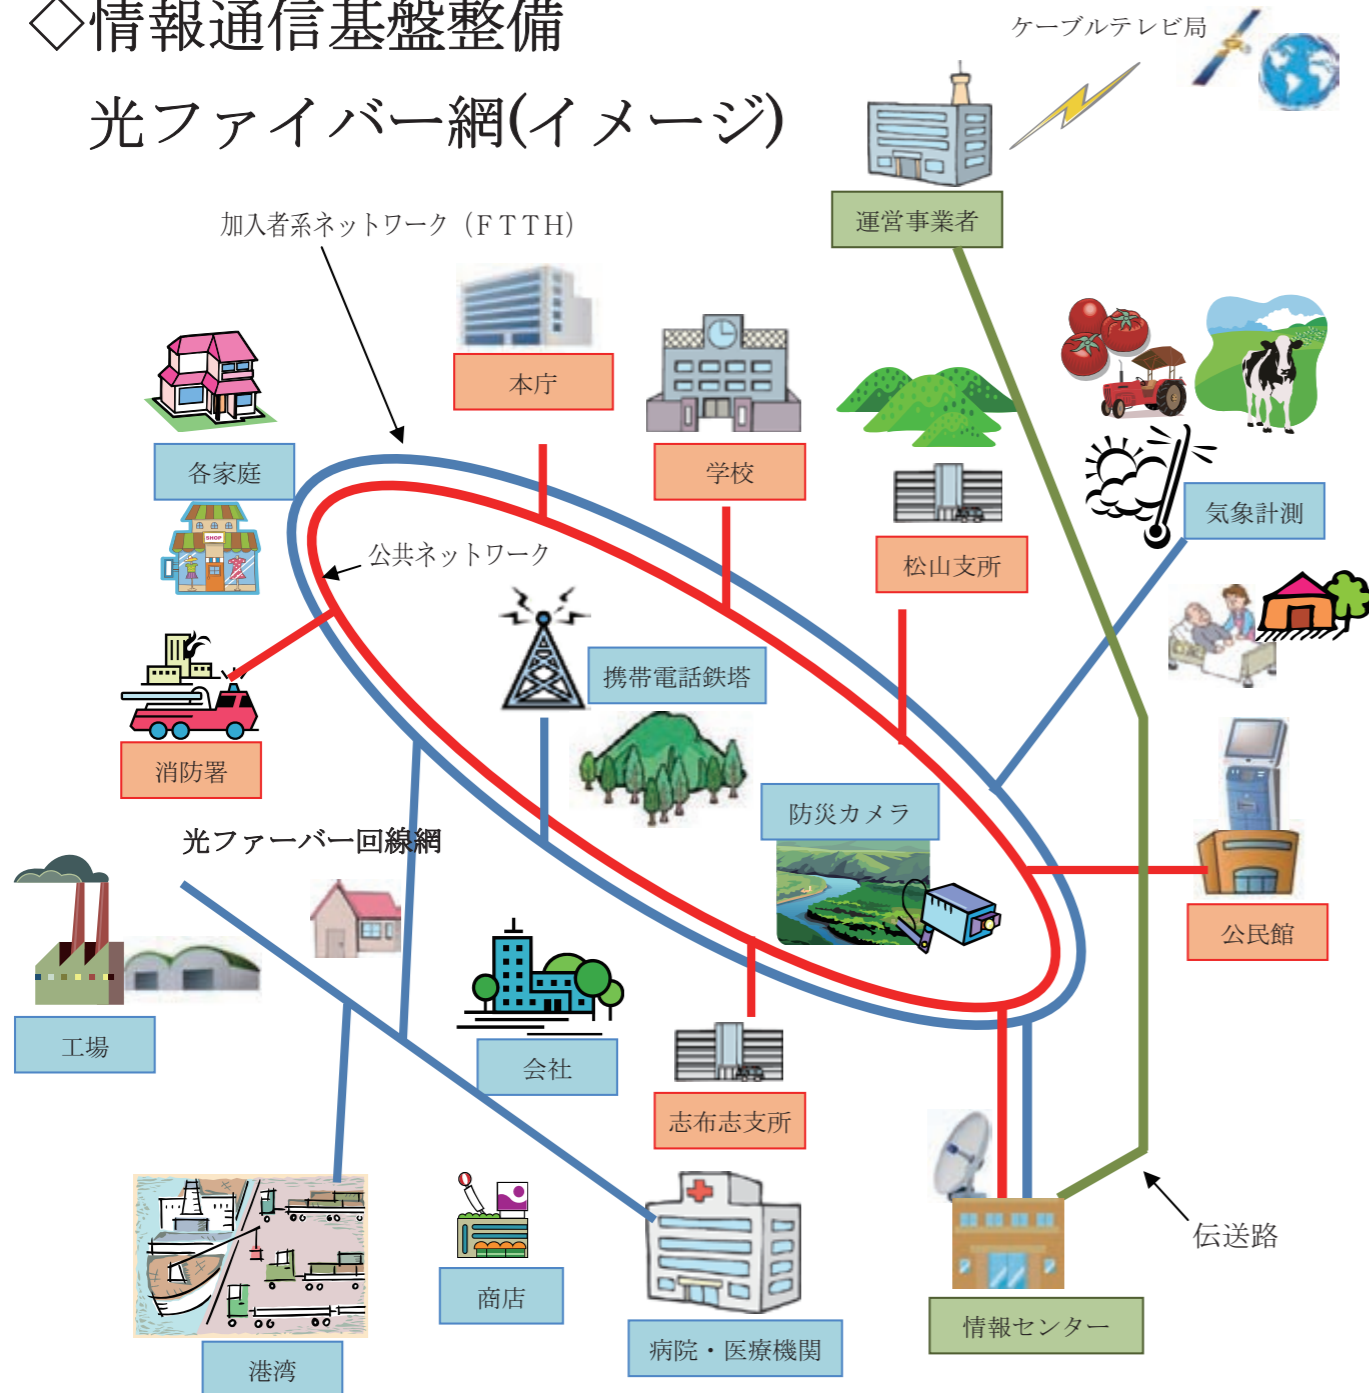 ◇情報通信基盤整備
光ファイバー網(イメージ)
ケーブルテレビ局
運営事業者
加入者系ネットワーク（ＦＴＴＨ）
本庁
学校
各家庭
SHOP
松山支所
気象計測
公共ネットワーク
携帯電話鉄塔
消防署
防災カメラ
光ファーバー回線網
公民館
工場
会社
志布志支所
伝送路
商店
情報センター
病院・医療機関
港湾